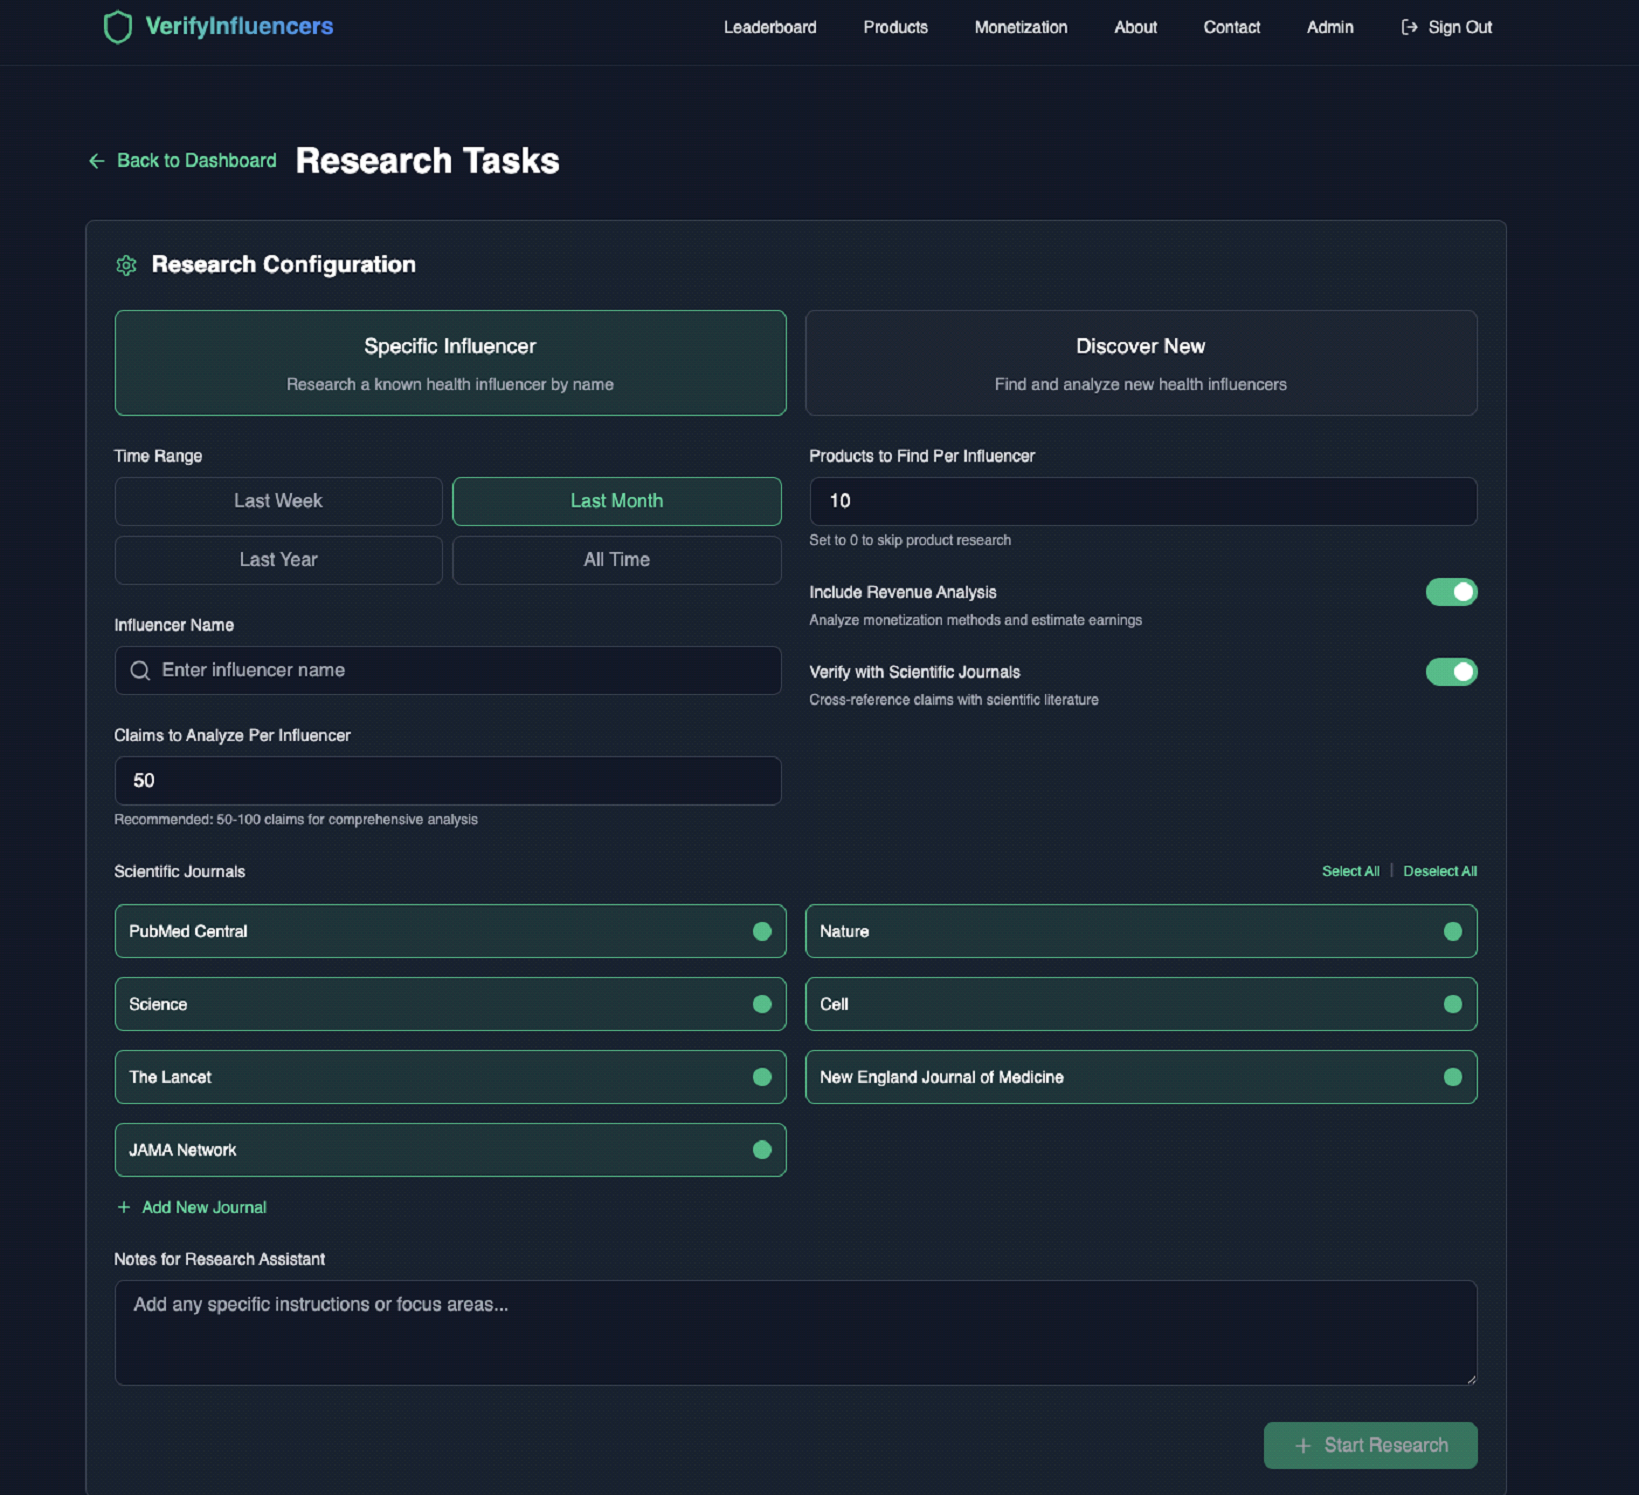 VerifyInfluencers
Leaderboard Products Monetization About Contact Admin Sign Out
Back to Dashboard Research Tasks
Research Configuration
Specific Influencer
Research a known health influencer by name
Discover New
Find and analyze new health influencers
Time Range
Last Week
Last Month
Last Year
All Time
Influencer Name
Enter influencer name
Claims to Analyze Per Influencer
50
Recommended: 50-100 claims for comprehensive analysis
Products to Find Per Influencer
10
Set to 0 to skip product research
Include Revenue Analysis
Analyze monetization methods and estimate earnings
Verify with Scientific Journals
Cross-reference claims with scientific literature
Scientific Journals
Select All | Deselect All
PubMed Central
Nature
Science
Cell
The Lancet
New England Journal of Medicine
JAMA Network
+ Add New Journal
Notes for Research Assistant
Add any specific instructions or focus areas...
+ Start Research